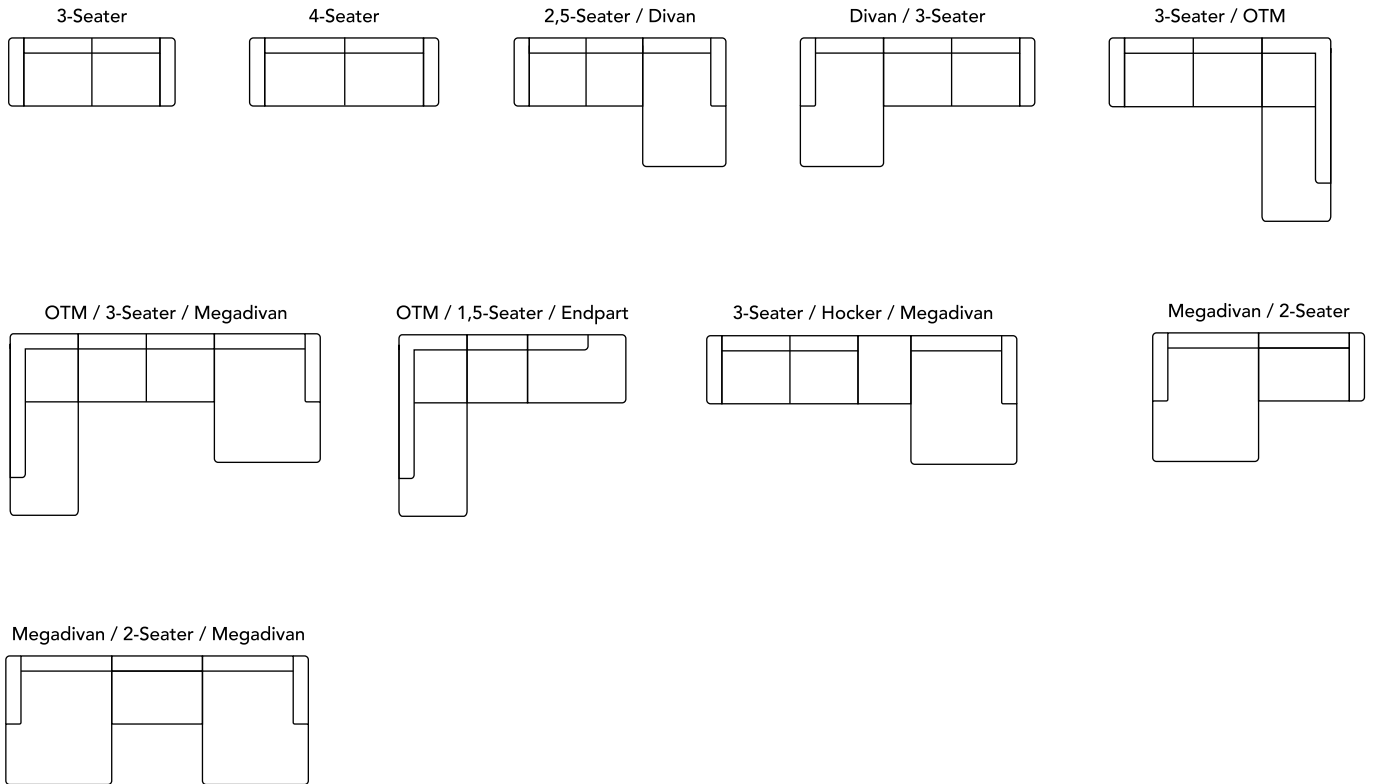 3-Seater
4-Seater
2,5-Seater / Divan
Divan / 3-Seater
3-Seater / OTM
OTM / 3-Seater / Megadivan
OTM / 1,5-Seater / Endpart
3-Seater / Hocker / Megadivan
Megadivan / 2-Seater
Megadivan / 2-Seater / Megadivan